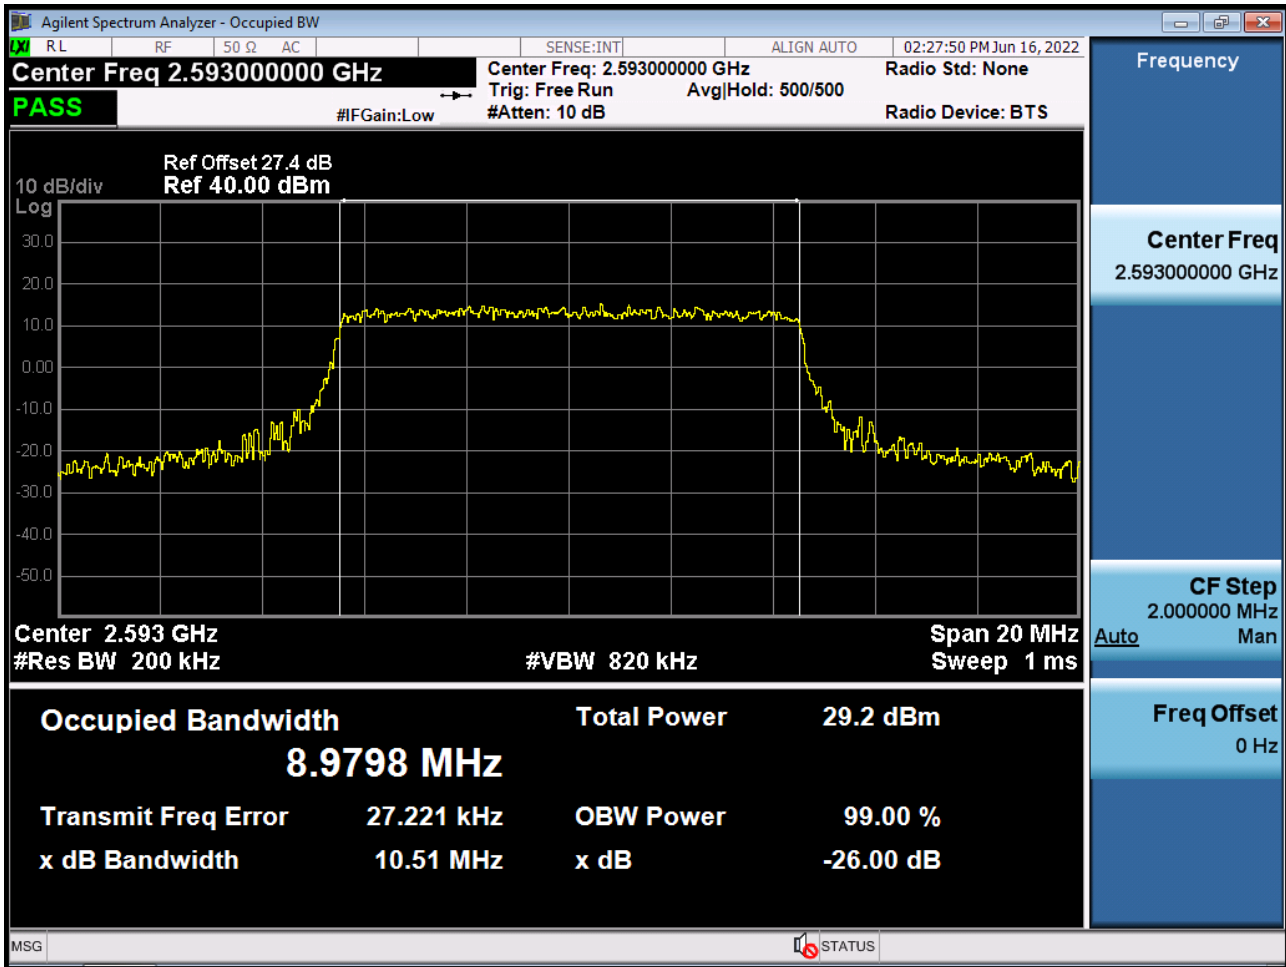 Agilent Spectrum Analyzer - Occupied BW
LXI RL RF 50 Ω AC SENSE:INT ALIGN AUTO 02:27:50 PM Jun 16, 2022
Center Freq 2.593000000 GHz
PASS
#IFGain:Low
Center Freq: 2.593000000 GHz
Trig: Free Run Avg|Hold: 500/500
#Atten: 10 dB
Radio Std: None
Radio Device: BTS
Ref Offset 27.4 dB
10 dB/div Ref 40.00 dBm
Log
30.0
20.0
10.0
0.00
-10.0
-20.0
-30.0
-40.0
-50.0
Center 2.593 GHz Span 20 MHz
#Res BW 200 kHz #VBW 820 kHz Sweep 1 ms
Occupied Bandwidth Total Power 29.2 dBm
8.9798 MHz
Transmit Freq Error 27.221 kHz OBW Power 99.00 %
x dB Bandwidth 10.51 MHz x dB -26.00 dB
Frequency
Center Freq
2.593000000 GHz
CF Step
2.000000 MHz
Auto Man
Freq Offset
0 Hz
MSG STATUS